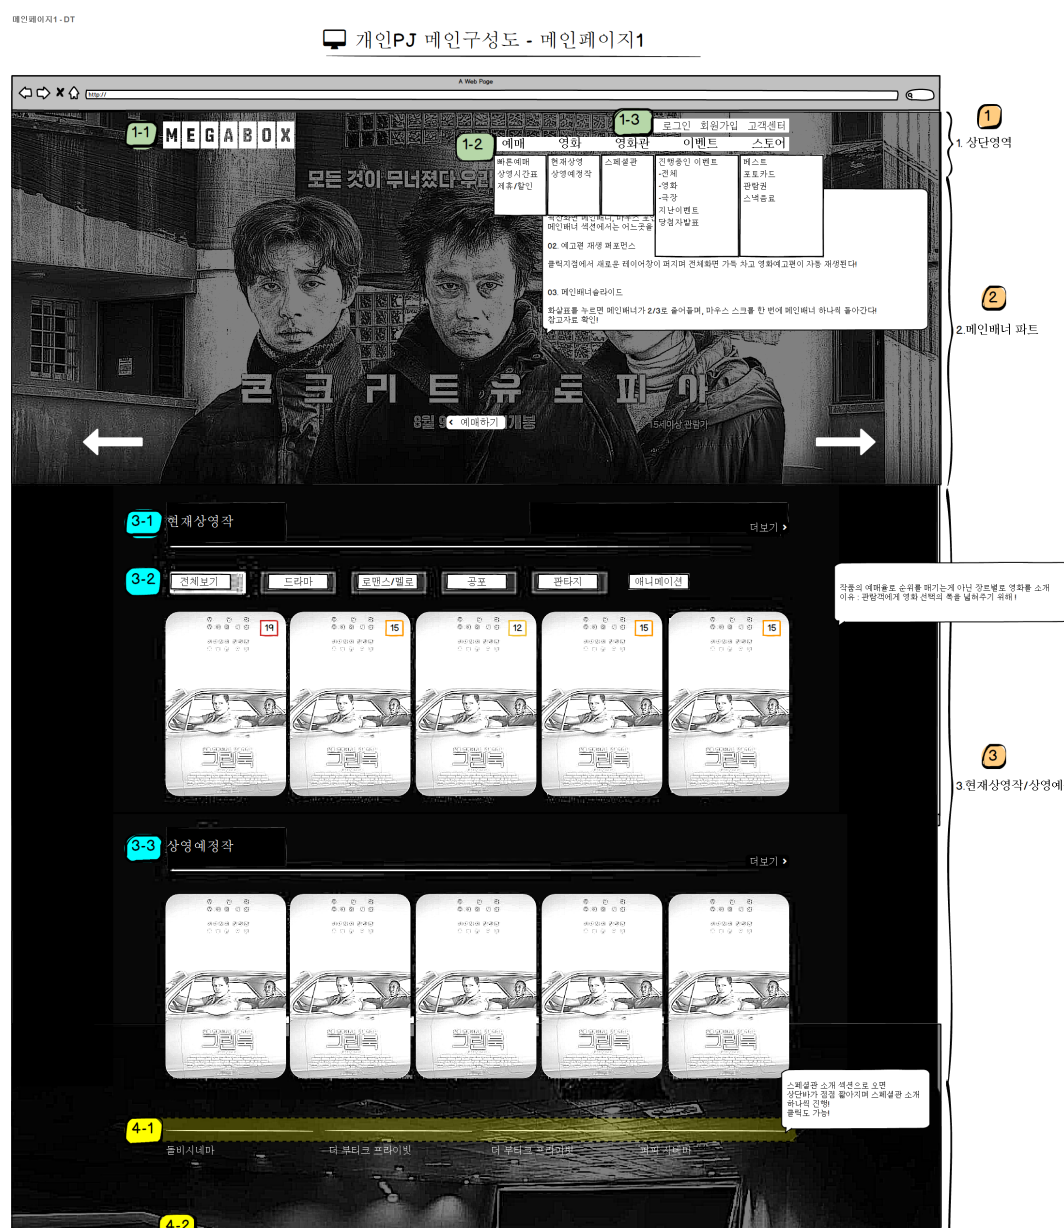 메인페이지1 - DT
개인PJ 메인구성도 - 메인페이지1
A Web Page
http://
1
1. 상단영역
1-1
MEGABOX
1-3
로그인 회원가입 고객센터
1-2
예매 영화 영화관 이벤트 스토어
빠른예매
상영시간표
제휴/할인
현재상영
상영예정작
스페셜관
진행중인 이벤트
-전체
-영화
-극장
지난이벤트
당첨자발표
베스트
포토카드
관람권
스낵음료
모든 것이 무너졌다 우리
메인배너 섹션에서는 어느곳을
02. 예고편 재생 퍼포먼스
클릭지점에서 새로운 레이어창이 퍼지며 전체화면 가득 차고 영화예고편이 자동 재생된다!
03. 메인배너슬라이드
화살표를 누르면 메인배너가 2/3로 줄어들며, 마우스 스크롤 한 번에 메인배너 하나씩 돌아간다!
참고자료 확인!
2
2.메인배너 파트
콘크리트유토피아
8월 9 개봉
예매하기
15세이상 관람가
3-1
현재상영작
더보기
3-2
전체보기 드라마 로맨스/멜로 공포 판타지 애니메이션
작품의 예매율로 순위를 매기는게 아닌 장르별로 영화를 소개
이유 : 관람객에게 영화 선택의 폭을 넓혀주기 위해!
19 15 12 15 15
그린북 그린북 그린북 그린북 그린북
3
3.현재상영작/상영예
3-3
상영예정작
더보기
그린북 그린북 그린북 그린북 그린북
스페셜관 소개 섹션으로 오면
상단바가 점점 짧아지며 스페셜관 소개
하나씩 진행!
클릭도 가능!
4-1
돌비시네마 더 부티크 프라이빗 더 부티크 프라이빗
4-2